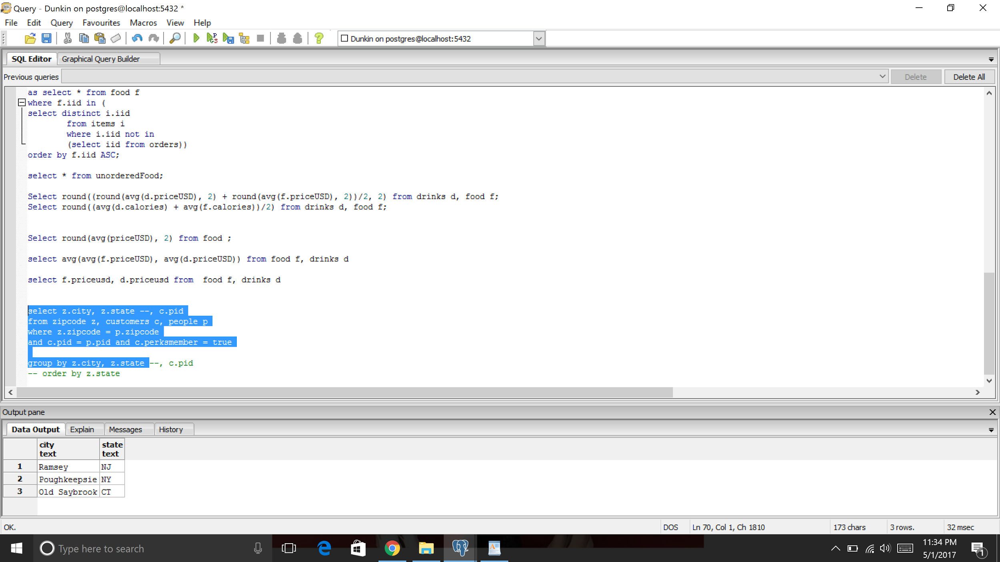 Query - Dunkin on postgres@localhost:5432 *
File Edit Query Favourites Macros View Help
Dunkin on postgres@localhost:5432
SQL Editor Graphical Query Builder
Previous queries Delete Delete All
as select * from food f
where f.iid in (
select distinct i.iid
from items i
where i.iid not in
(select iid from orders))
order by f.iid ASC;
select * from unorderedFood;
Select round((round(avg(d.priceUSD), 2) + round(avg(f.priceUSD), 2))/2, 2) from drinks d, food f;
Select round((avg(d.calories) + avg(f.calories))/2) from drinks d, food f;
Select round(avg(priceUSD), 2) from food ;
select avg(avg(f.priceUSD), avg(d.priceUSD)) from food f, drinks d
select f.priceusd, d.priceusd from  food f, drinks d
select z.city, z.state --, c.pid
from zipcode z, customers c, people p
where z.zipcode = p.zipcode
and c.pid = p.pid and c.perksmember = true
group by z.city, z.state --, c.pid
-- order by z.state
Output pane
Data Output Explain Messages History
city state
text text
1 Ramsey NJ
2 Poughkeepsie NY
3 Old Saybrook CT
OK. DOS Ln 70, Col 1, Ch 1810 173 chars 3 rows. 32 msec
Type here to search
11:34 PM
5/1/2017
1